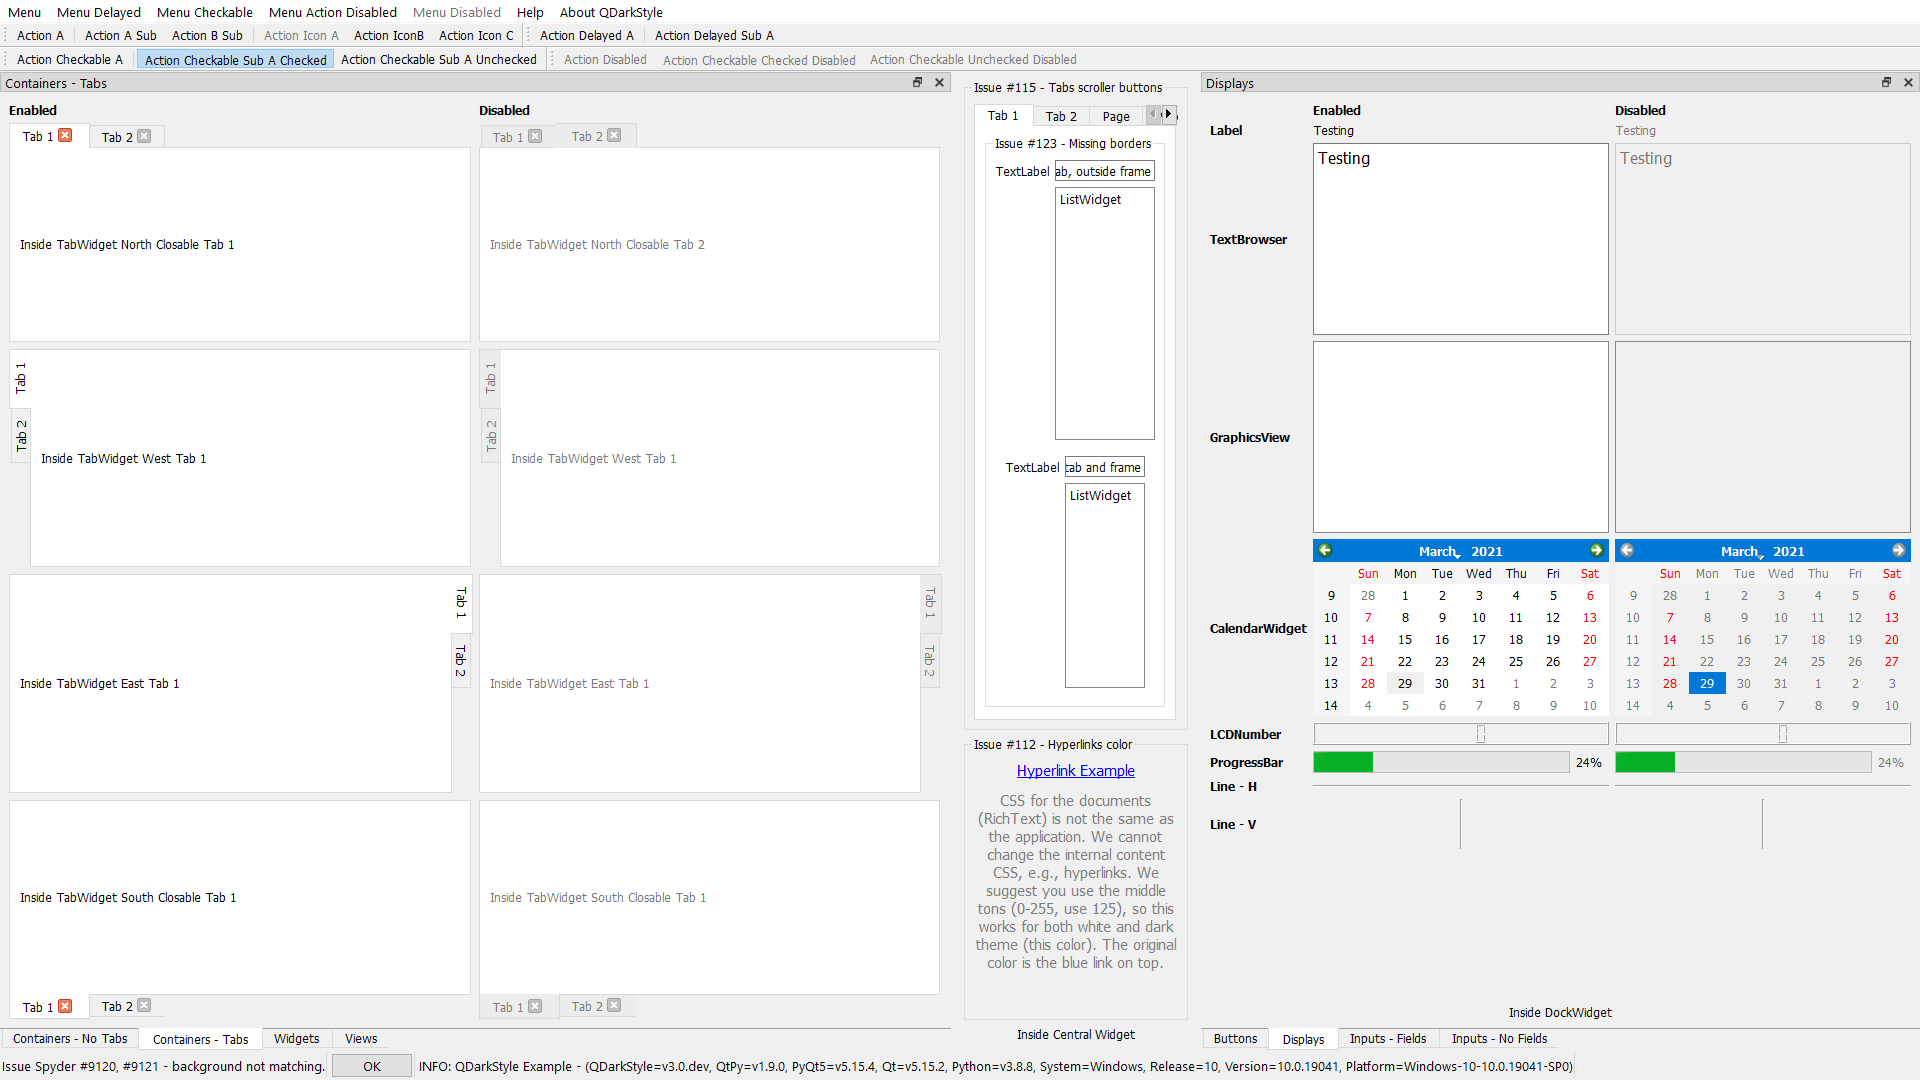 Menu Menu Delayed Menu Checkable Menu Action Disabled Menu Disabled Help About QDarkStyle
Action A Action A Sub Action B Sub Action Icon A Action IconB Action Icon C Action Delayed A Action Delayed Sub A
Action Checkable A Action Checkable Sub A Checked Action Checkable Sub A Unchecked Action Disabled Action Checkable Checked Disabled Action Checkable Unchecked Disabled
Containers - Tabs
Enabled Disabled
Tab 1 Tab 2 Tab 1 Tab 2
Inside TabWidget North Closable Tab 1 Inside TabWidget North Closable Tab 2
Tab 1 Tab 1
Tab 2 Tab 2
Inside TabWidget West Tab 1 Inside TabWidget West Tab 1
Tab 1 Tab 1
Tab 2 Tab 2
Inside TabWidget East Tab 1 Inside TabWidget East Tab 1
Inside TabWidget South Closable Tab 1 Inside TabWidget South Closable Tab 1
Tab 1 Tab 2 Tab 1 Tab 2
Containers - No Tabs Containers - Tabs Widgets Views
Issue #115 - Tabs scroller buttons
Tab 1 Tab 2 Page
Issue #123 - Missing borders
TextLabel ab, outside frame
ListWidget
TextLabel tab and frame
ListWidget
Issue #112 - Hyperlinks color
Hyperlink Example
CSS for the documents
(RichText) is not the same as
the application. We cannot
change the internal content
CSS, e.g., hyperlinks. We
suggest you use the middle
tons (0-255, use 125), so this
works for both white and dark
theme (this color). The original
color is the blue link on top.
Inside Central Widget
Displays
Enabled Disabled
Label Testing Testing
TextBrowser Testing Testing
GraphicsView
CalendarWidget
March 2021 March 2021
Sun Mon Tue Wed Thu Fri Sat Sun Mon Tue Wed Thu Fri Sat
9 28 1 2 3 4 5 6 9 28 1 2 3 4 5 6
10 7 8 9 10 11 12 13 10 7 8 9 10 11 12 13
11 14 15 16 17 18 19 20 11 14 15 16 17 18 19 20
12 21 22 23 24 25 26 27 12 21 22 23 24 25 26 27
13 28 29 30 31 1 2 3 13 28 29 30 31 1 2 3
14 4 5 6 7 8 9 10 14 4 5 6 7 8 9 10
LCDNumber 0 0
ProgressBar 24% 24%
Line - H
Line - V
Inside DockWidget
Buttons Displays Inputs - Fields Inputs - No Fields
Issue Spyder #9120, #9121 - background not matching. OK INFO: QDarkStyle Example - (QDarkStyle=v3.0.dev, QtPy=v1.9.0, PyQt5=v5.15.4, Qt=v5.15.2, Python=v3.8.8, System=Windows, Release=10, Version=10.0.19041, Platform=Windows-10-10.0.19041-SP0)